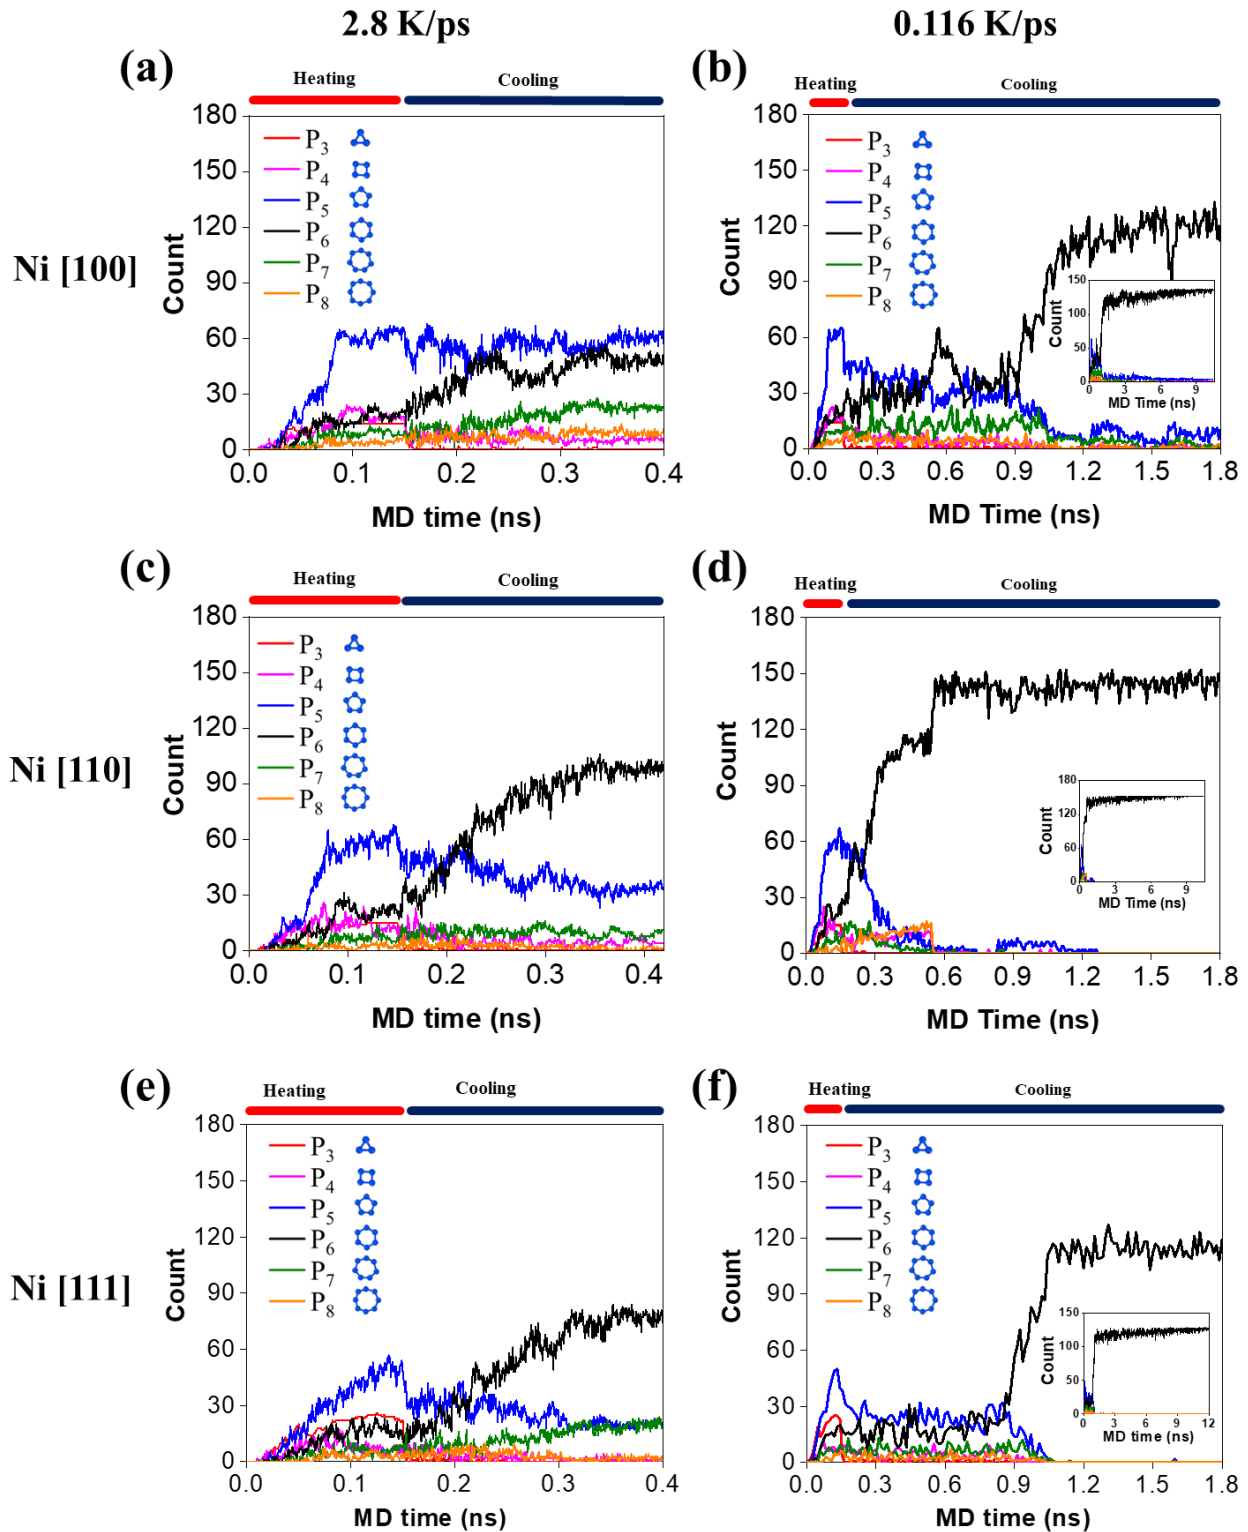 2.8 K/ps
0.116 K/ps
(a)
Heating
Cooling
180
150
120
90
60
30
0
Count
P3
P4
P5
P6
P7
P8
0.0
0.1
0.2
0.3
0.4
MD time (ns)
Ni [100]
(b)
Heating
Cooling
180
150
120
90
60
30
0
Count
P3
P4
P5
P6
P7
P8
150
100
50
0
Count
0
3
6
9
MD Time (ns)
0.0
0.3
0.6
0.9
1.2
1.5
1.8
MD Time (ns)
(c)
Heating
Cooling
180
150
120
90
60
30
0
Count
P3
P4
P5
P6
P7
P8
0.0
0.1
0.2
0.3
0.4
MD time (ns)
Ni [110]
(d)
Heating
Cooling
180
150
120
90
60
30
0
Count
180
120
60
0
Count
0
3
6
9
MD Time (ns)
0.0
0.3
0.6
0.9
1.2
1.5
1.8
MD Time (ns)
(e)
Heating
Cooling
180
150
120
90
60
30
0
Count
P3
P4
P5
P6
P7
P8
0.0
0.1
0.2
0.3
0.4
MD time (ns)
Ni [111]
(f)
Heating
Cooling
180
150
120
90
60
30
0
Count
P3
P4
P5
P6
P7
P8
150
100
50
0
Count
0
3
6
9
12
MD time (ns)
0.0
0.3
0.6
0.9
1.2
1.5
1.8
MD time (ns)